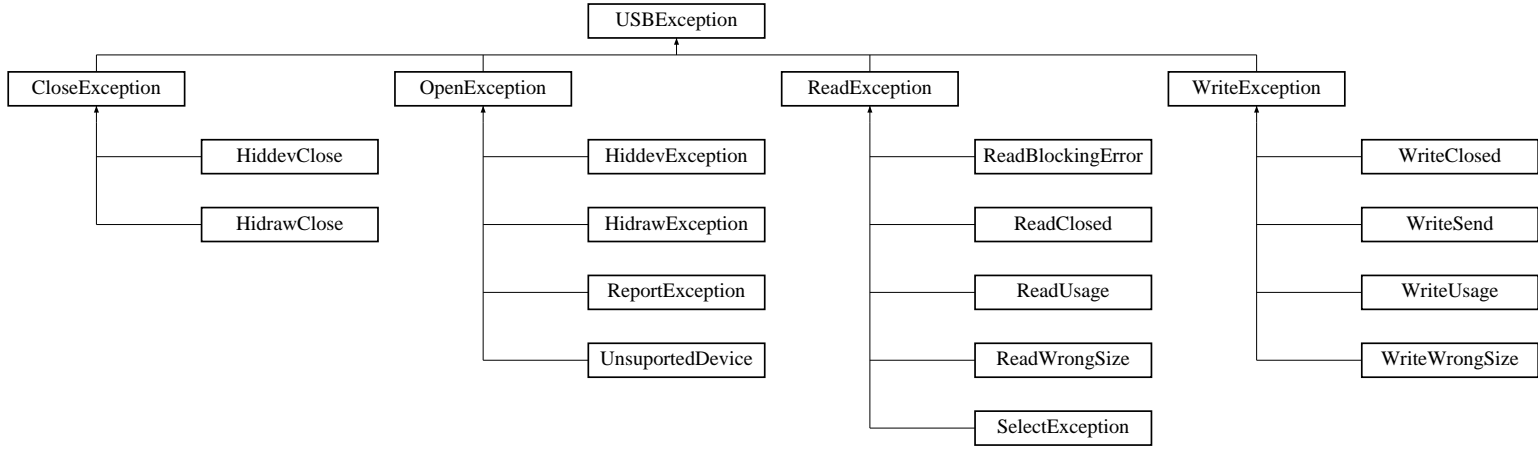 USBException
CloseException
OpenException
ReadException
WriteException
HiddevClose
HiddevException
ReadBlockingError
WriteClosed
HidrawClose
HidrawException
ReadClosed
WriteSend
ReportException
ReadUsage
WriteUsage
UnsuportedDevice
ReadWrongSize
WriteWrongSize
SelectException